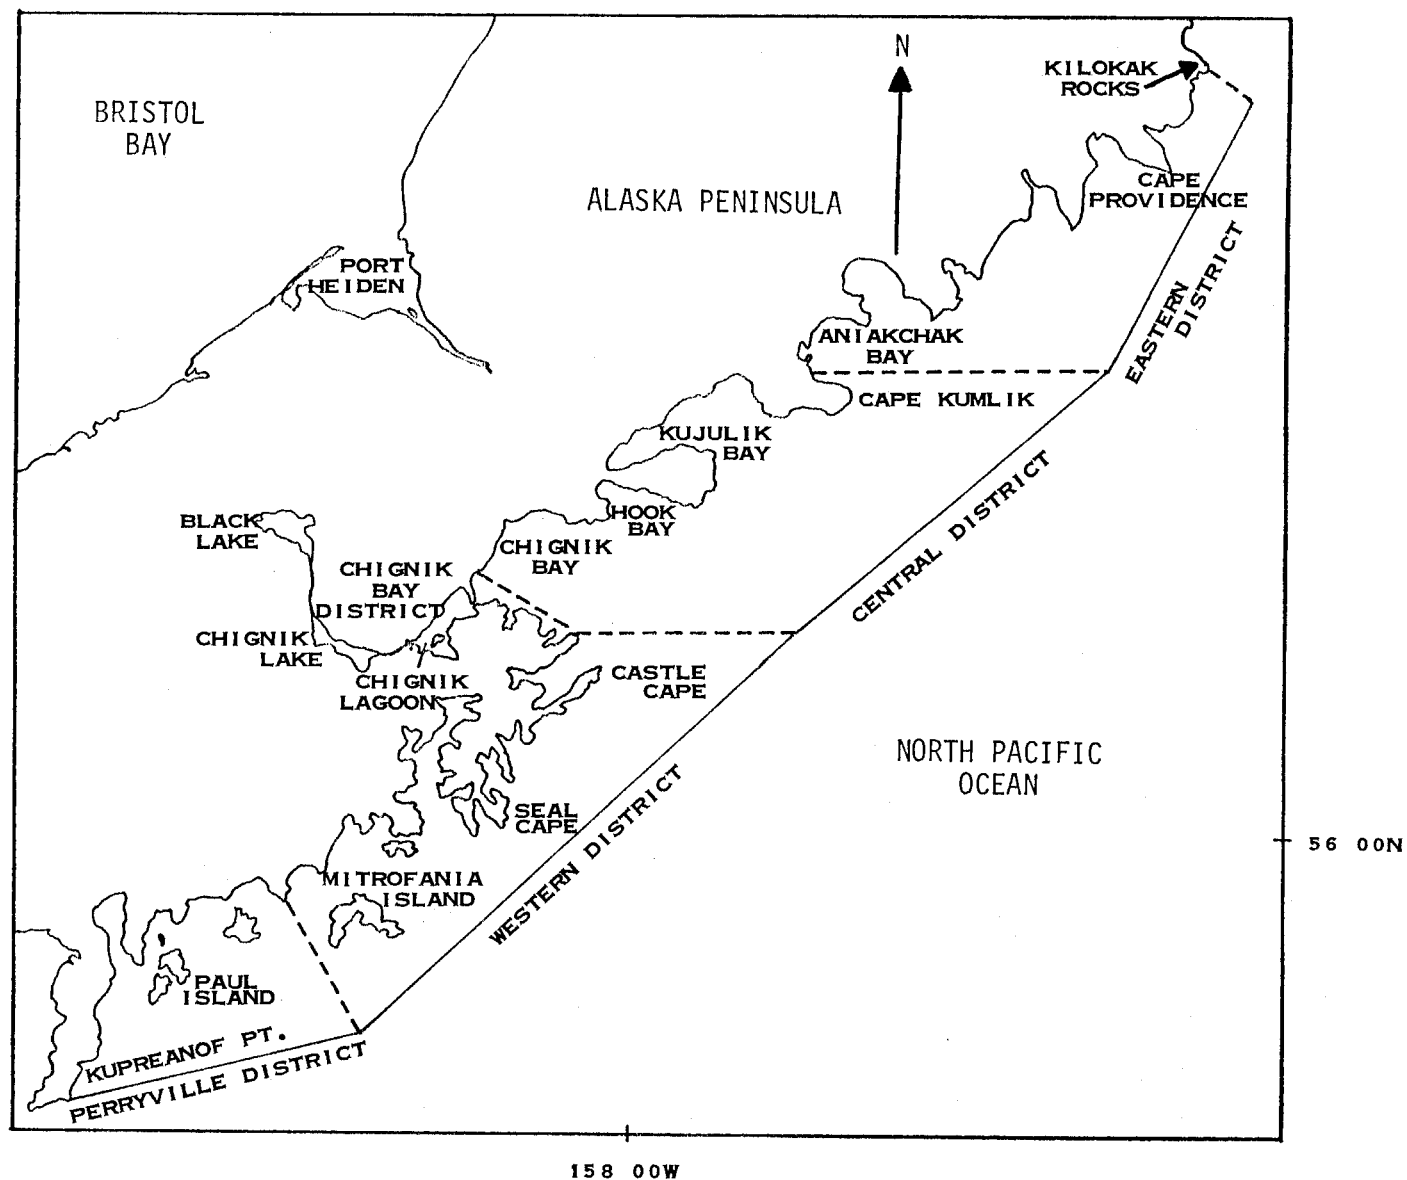 N
KILOKAK
ROCKS
BRISTOL
BAY
CAPE
PROVIDENCE
ALASKA PENINSULA
PORT
HEIDEN
EASTERN
DISTRICT
ANIAKCHAK
BAY
CAPE KUMLIK
KUJULIK
BAY
BLACK
LAKE
HOOK
BAY
CHIGNIK
BAY
CENTRAL DISTRICT
CHIGNIK
BAY
DISTRICT
CHIGNIK
LAKE
CHIGNIK
LAGOON
CASTLE
CAPE
NORTH PACIFIC
OCEAN
SEAL
CAPE
WESTERN DISTRICT
56 00N
MITROFANIA
ISLAND
PAUL
ISLAND
KUPREANOF PT.
PERRYVILLE DISTRICT
158 00W